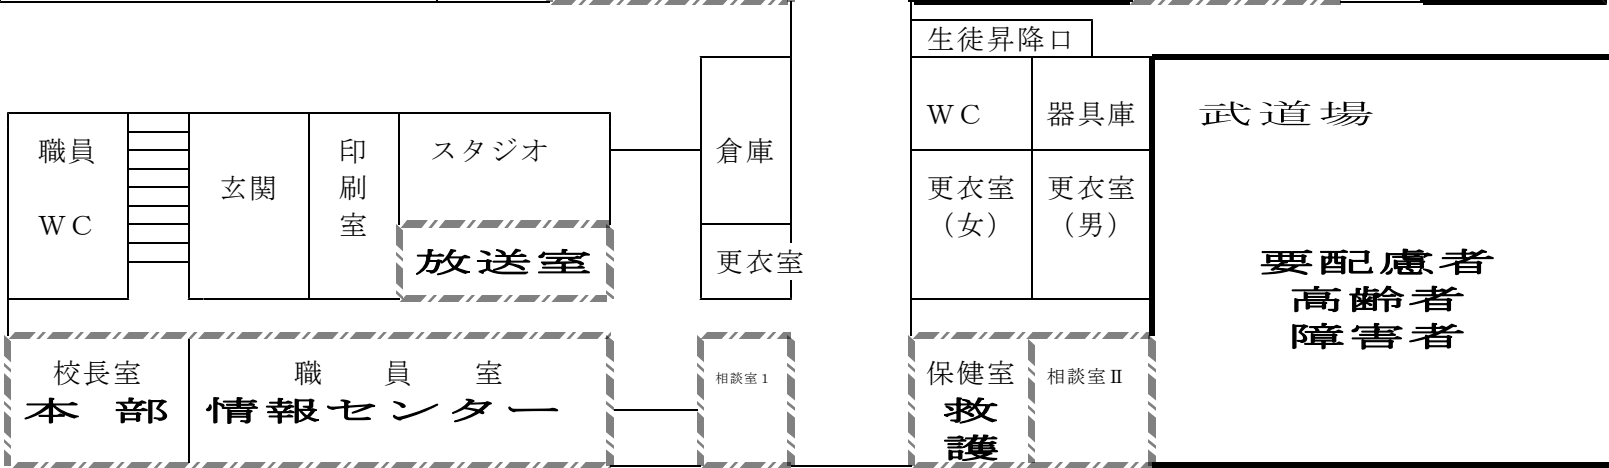 生徒昇降口
職員
ＷＣ
玄関
印刷室
スタジオ
放送室
倉庫
更衣室
ＷＣ
器具庫
更衣室
（女）
更衣室
（男）
武道場
要配慮者
高齢者
障害者
校長室
本　部
職　員　室
情報センター
相談室１
保健室
救
護
相談室Ⅱ